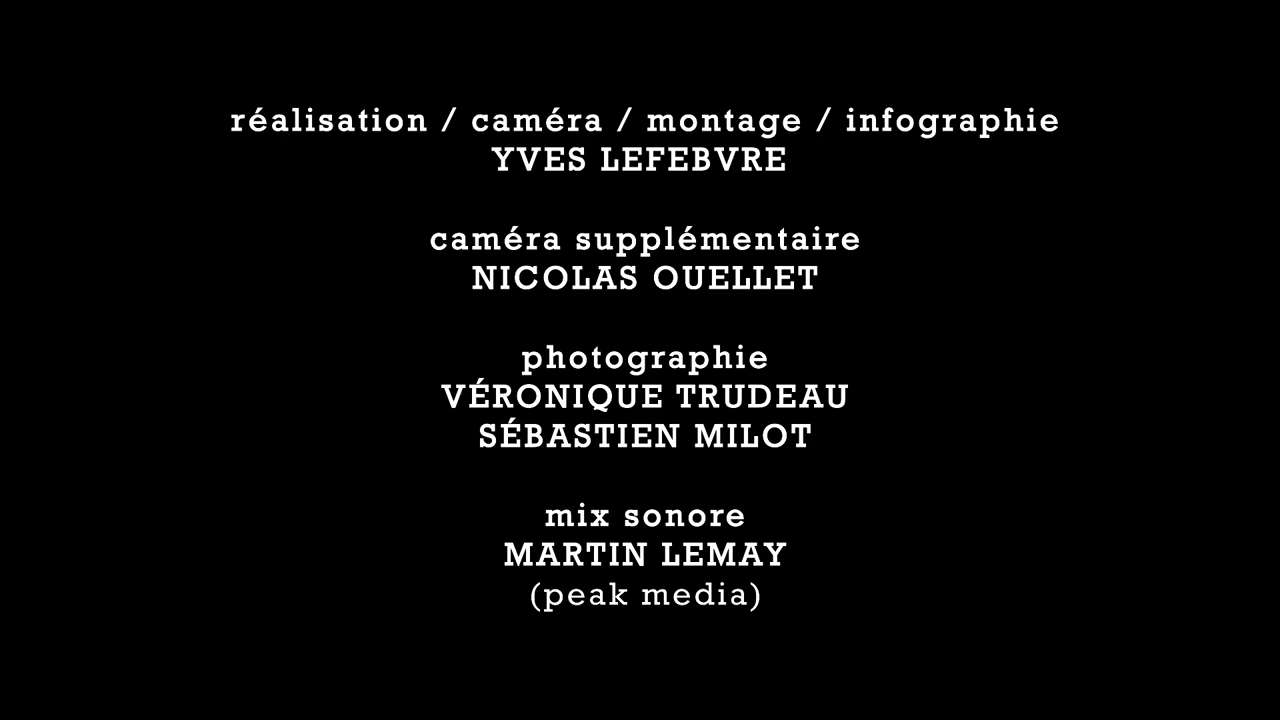 réalisation / caméra / montage / infographie
YVES LEFEBVRE
caméra supplémentaire
NICOLAS OUELLET
photographie
VÉRONIQUE TRUDEAU
SÉBASTIEN MILOT
mix sonore
MARTIN LEMAY
(peak media)